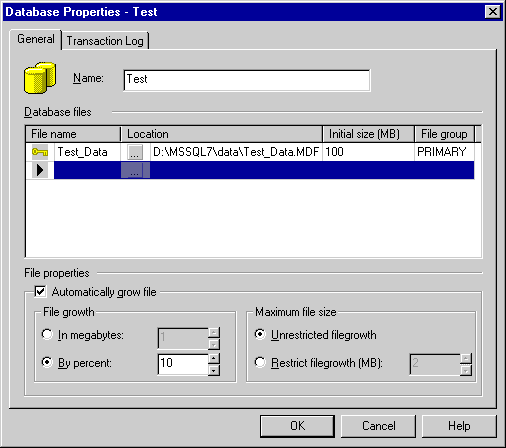 Database Properties - Test
General Transaction Log
Name: Test
Database files
File name Location Initial size (MB) File group
Test_Data ... D:\MSSQL7\data\Test_Data.MDF 100 PRIMARY
...
File properties
Automatically grow file
File growth Maximum file size
In megabytes: 1 Unrestricted filegrowth
By percent: 10 Restrict filegrowth (MB): 2
OK Cancel Help